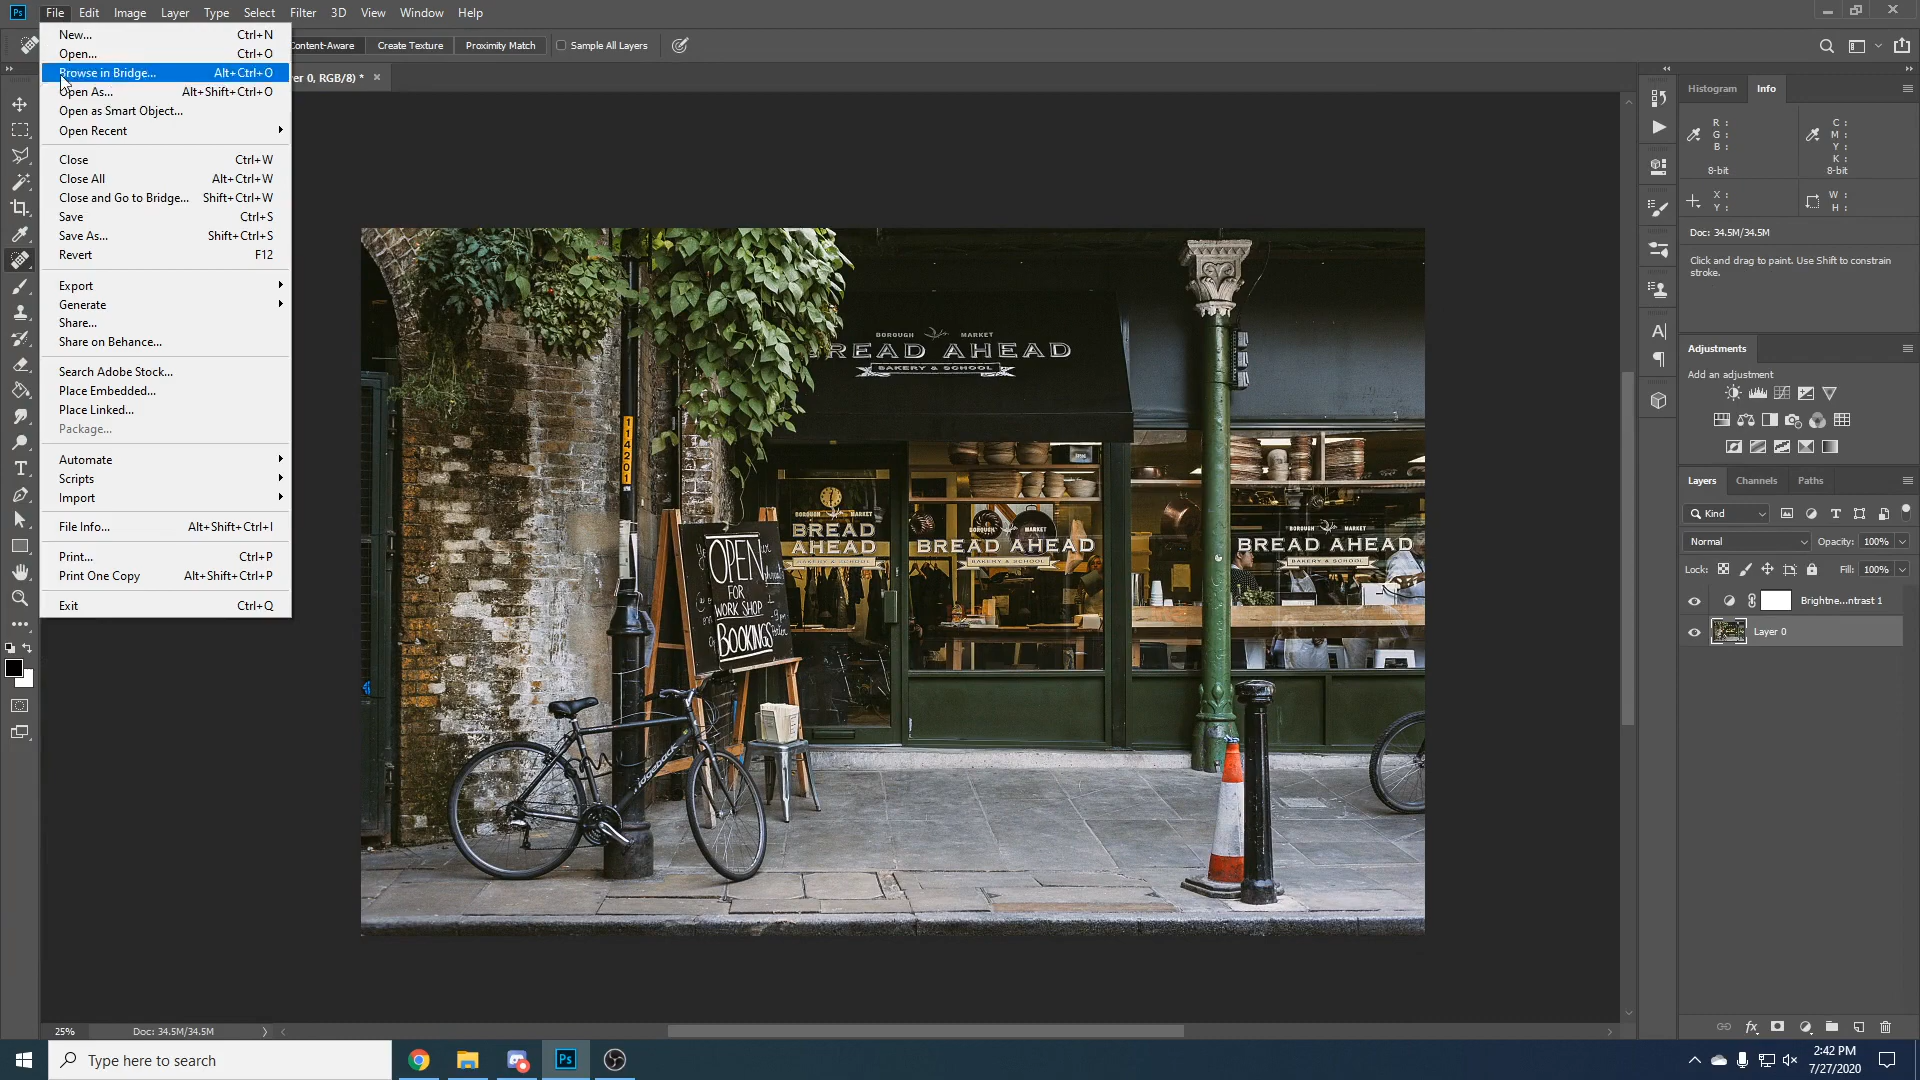 Ps File Edit Image Layer Type Select Filter 3D View Window Help
Content-Aware Create Texture Proximity Match Sample All Layers
er 0, RGB/8) *
New... Ctrl+N
Open... Ctrl+O
Browse in Bridge... Alt+Ctrl+O
Open As... Alt+Shift+Ctrl+O
Open as Smart Object...
Open Recent
Close Ctrl+W
Close All Alt+Ctrl+W
Close and Go to Bridge... Shift+Ctrl+W
Save Ctrl+S
Save As... Shift+Ctrl+S
Revert F12
Export
Generate
Share...
Share on Behance...
Search Adobe Stock...
Place Embedded...
Place Linked...
Package...
Automate
Scripts
Import
File Info... Alt+Shift+Ctrl+I
Print... Ctrl+P
Print One Copy Alt+Shift+Ctrl+P
Exit Ctrl+Q
BOROUGH MARKET
BREAD AHEAD
BAKERY & SCHOOL
114201
BOROUGH MARKET
BREAD
AHEAD
BAKERY & SCHOOL
BOROUGH MARKET
BREAD AHEAD
BAKERY & SCHOOL
BOROUGH MARKET
BREAD AHEAD
BAKERY & SCHOOL
OPEN
FOR
WORK SHOP
BOOKINGS
ridgeback
Histogram Info
R :
G :
B :
8-bit
C :
M :
Y :
K :
8-bit
X :
Y :
W :
H :
Doc: 34.5M/34.5M
Click and drag to paint. Use Shift to constrain
stroke.
Adjustments
Add an adjustment
Layers Channels Paths
Kind
Normal Opacity: 100%
Lock: Fill: 100%
Brightne...ntrast 1
Layer 0
25% Doc: 34.5M/34.5M
Type here to search
Ps
2:42 PM
7/27/2020